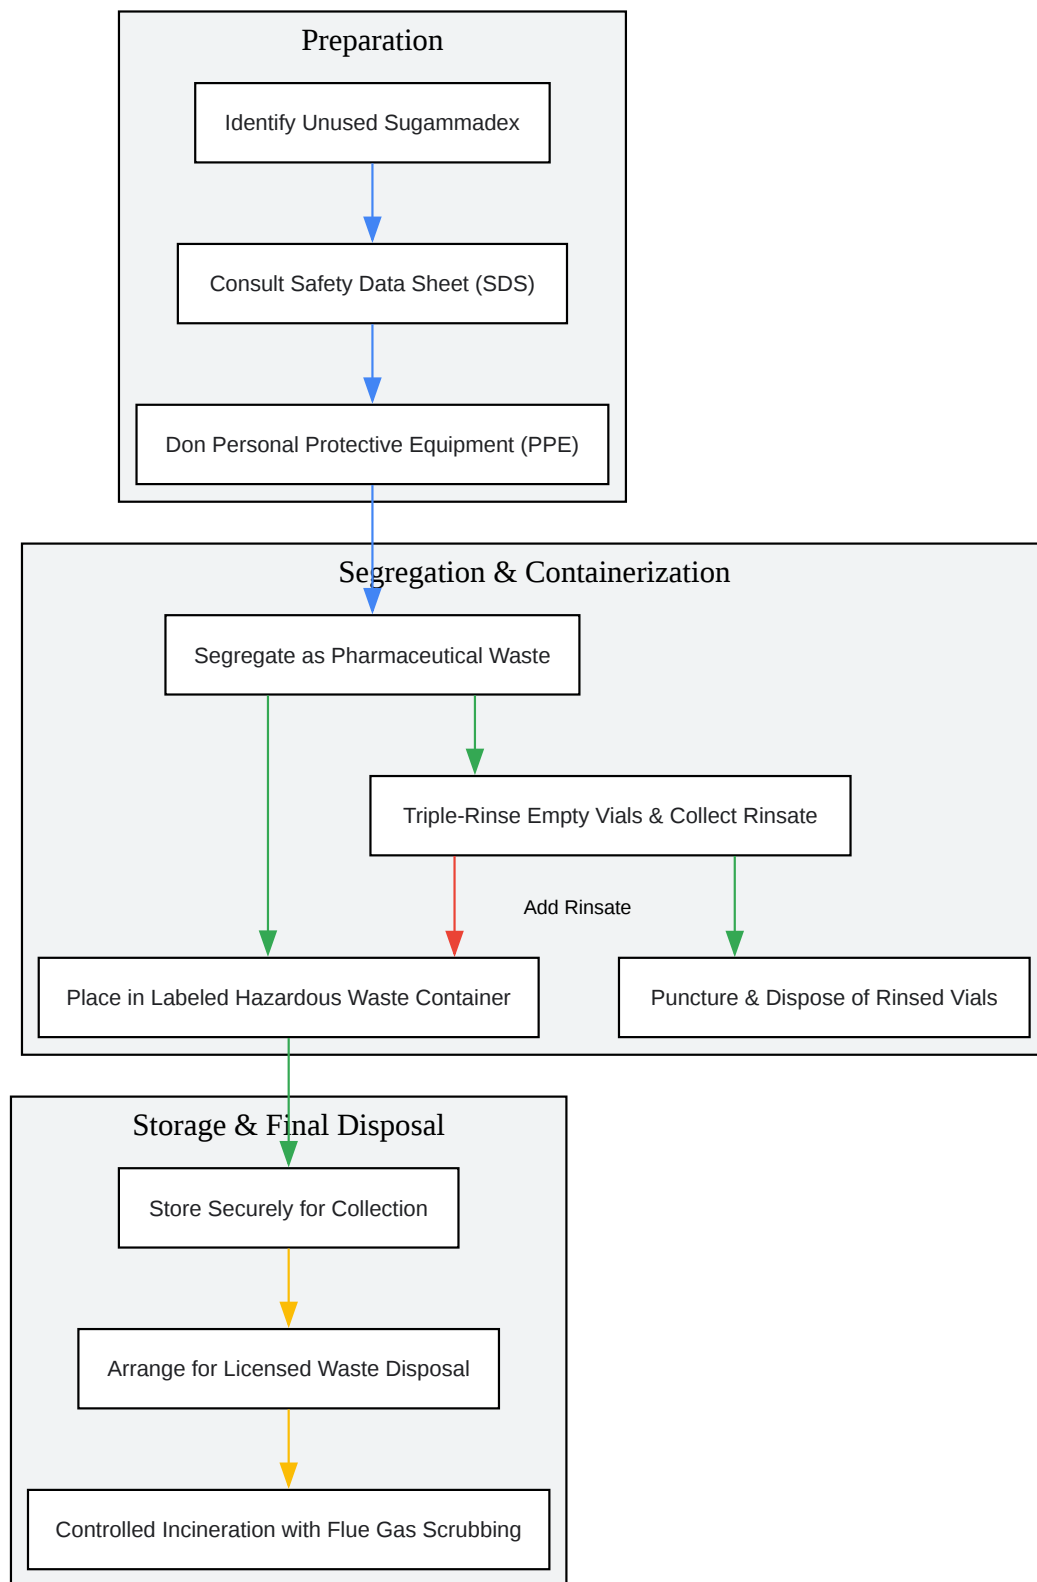 Preparation
Identify Unused Sugammadex
Consult Safety Data Sheet (SDS)
Don Personal Protective Equipment (PPE)
Segregation & Containerization
Segregate as Pharmaceutical Waste
Triple-Rinse Empty Vials & Collect Rinsate
Add Rinsate
Place in Labeled Hazardous Waste Container
Puncture & Dispose of Rinsed Vials
Storage & Final Disposal
Store Securely for Collection
Arrange for Licensed Waste Disposal
Controlled Incineration with Flue Gas Scrubbing